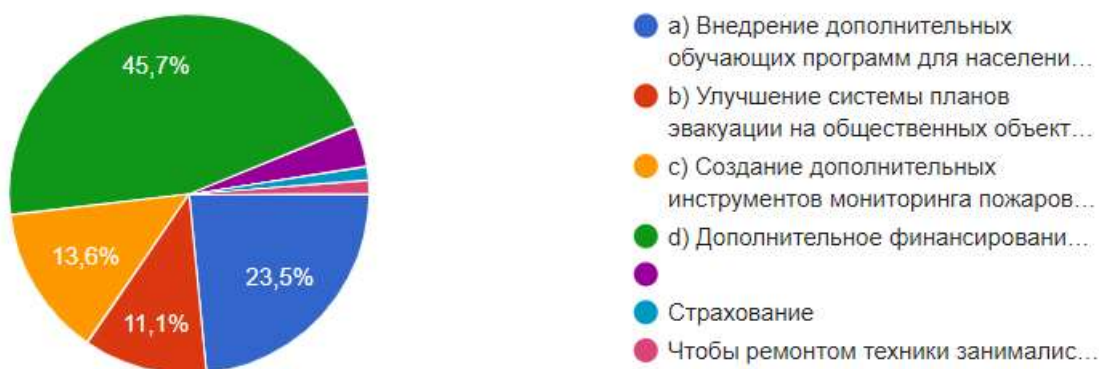 45,7%
13,6%
11,1%
23,5%
a) Внедрение дополнительных
обучающих программ для населени...
b) Улучшение системы планов
эвакуации на общественных объект...
c) Создание дополнительных
инструментов мониторинга пожаров...
d) Дополнительное финансировани...
Страхование
Чтобы ремонтом техники занималис...